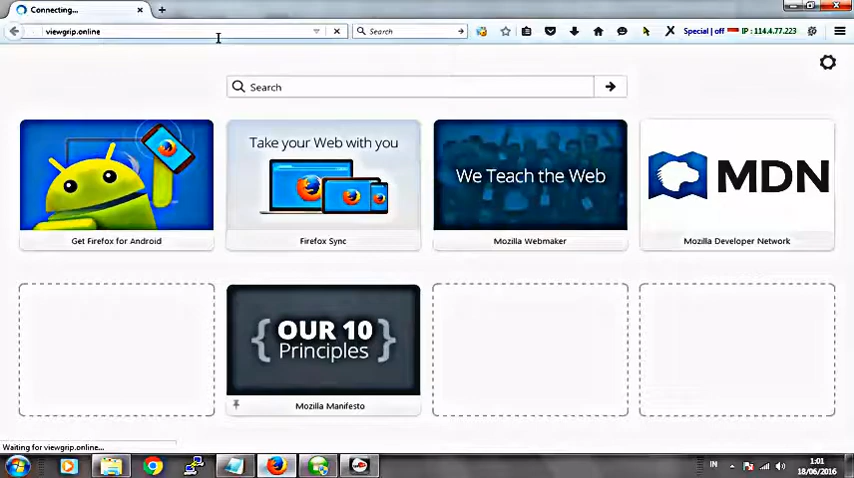 Connecting...
viewgrip.online
Search
Special | off
IP : 114.4.77.223
Search
Take your Web with you
We Teach the Web
MDN
Get Firefox for Android
Firefox Sync
Mozilla Webmaker
Mozilla Developer Network
{ OUR 10 Principles }
Mozilla Manifesto
Waiting for viewgrip.online...
IN
1:01
18/06/2016